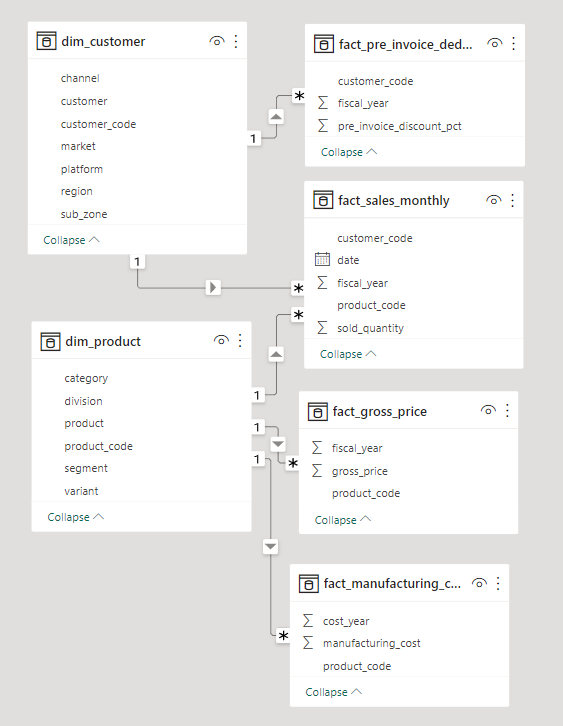 dim_customer
channel
customer
customer_code
market
platform
region
sub_zone
Collapse
1
1
fact_pre_invoice_ded...
customer_code
fiscal_year
pre_invoice_discount_pct
Collapse
*
fact_sales_monthly
customer_code
date
fiscal_year
product_code
sold_quantity
Collapse
*
*
dim_product
category
division
product
product_code
segment
variant
Collapse
1
1
1
fact_gross_price
fiscal_year
gross_price
product_code
Collapse
*
fact_manufacturing_c...
cost_year
manufacturing_cost
product_code
Collapse
*